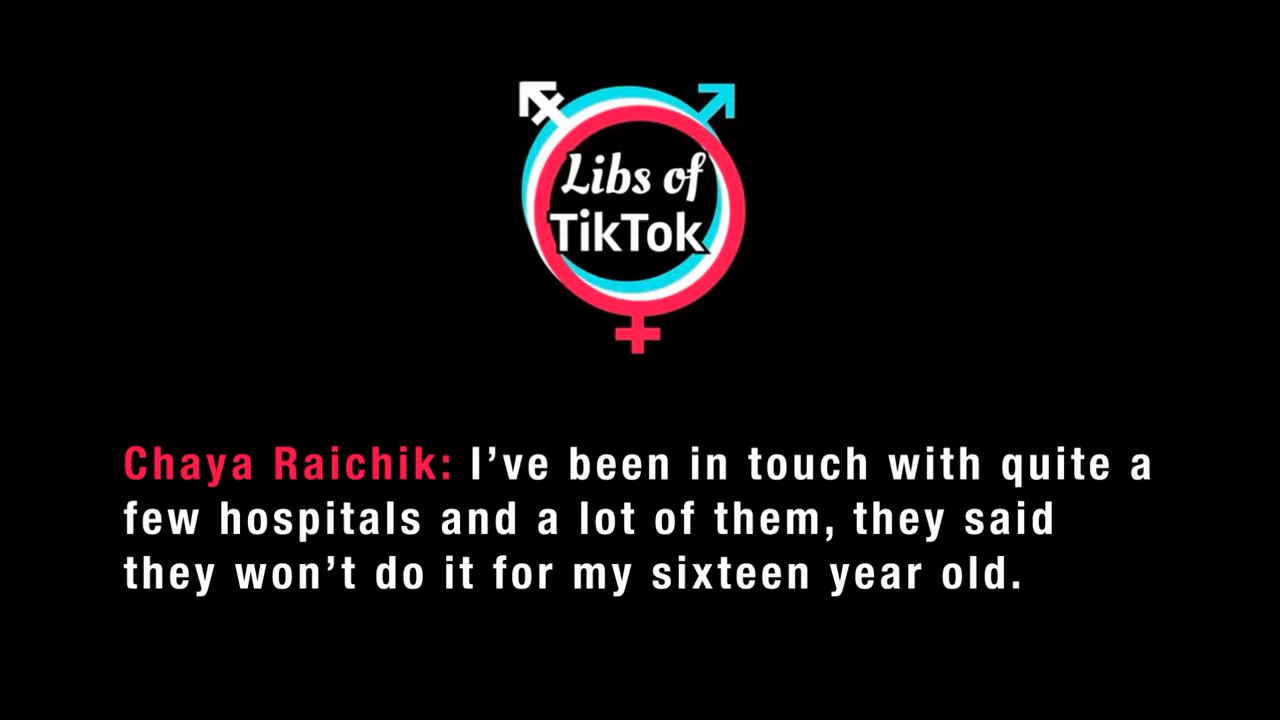 Libs of
TikTok
Chaya Raichik: I’ve been in touch with quite a
few hospitals and a lot of them, they said
they won’t do it for my sixteen year old.